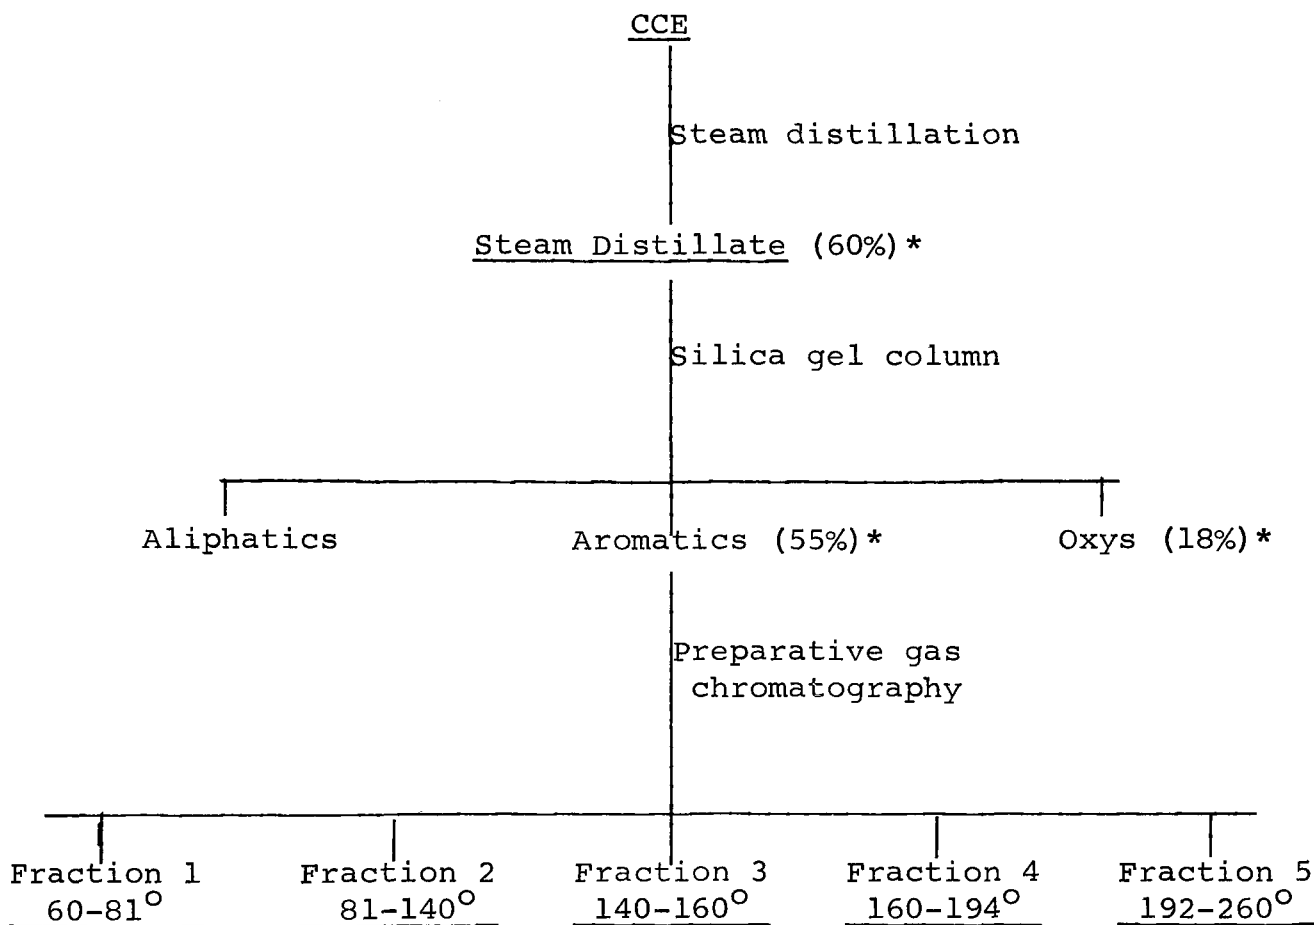 CCE
Steam distillation
Steam Distillate (60%)*
Silica gel column
Aliphatics
Aromatics (55%)*
Oxys (18%)*
Preparative gas
chromatography
Fraction 1
60-81°
Fraction 2
81-140°
Fraction 3
140-160°
Fraction 4
160-194°
Fraction 5
192-260°